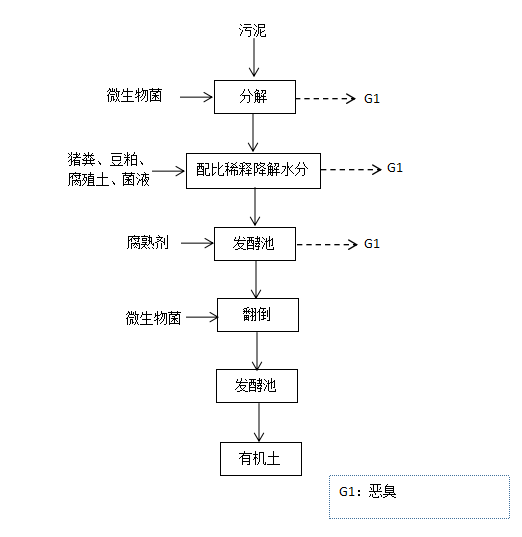 污泥
微生物菌
分解
G1
猪粪、豆粕、
腐殖土、菌液
配比稀释降解水分
G1
腐熟剂
发酵池
G1
微生物菌
翻倒
发酵池
有机土
G1：恶臭